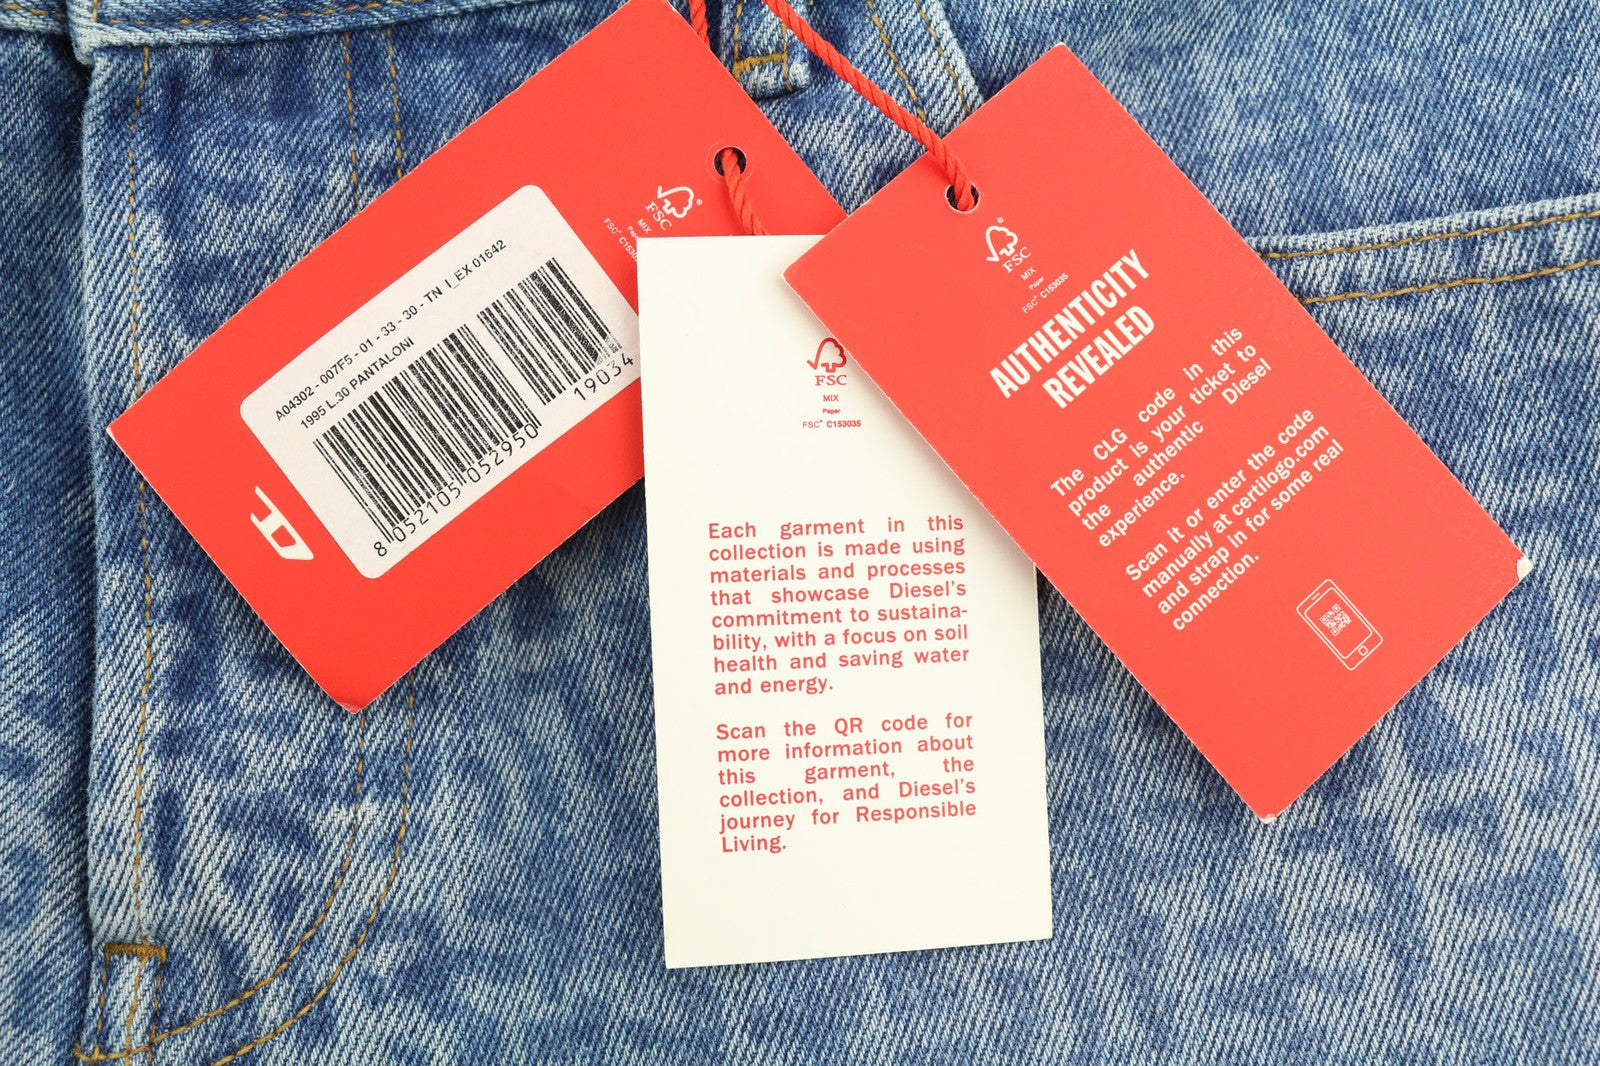 FSC®
MIX
Paper
A04302 - 007F5 - 01 - 33 - 30 - TN I_EX 01642
1995 L.30 PANTALONI
8 052105 052950
19034
FSC
MIX
Paper
FSC® C153035
Each garment in this
collection is made using
materials and processes
that showcase Diesel's
commitment to sustaina-
bility, with a focus on soil
health and saving water
and energy.
Scan the QR code for
more information about
this garment, the
collection, and Diesel's
journey for Responsible
Living.
FSC®
MIX
Paper
FSC® C153035
AUTHENTICITY
REVEALED
The CLG code in this
product is your ticket to
the authentic Diesel
experience.
Scan it or enter the code
manually at certilogo.com
and strap in for some real
connection.